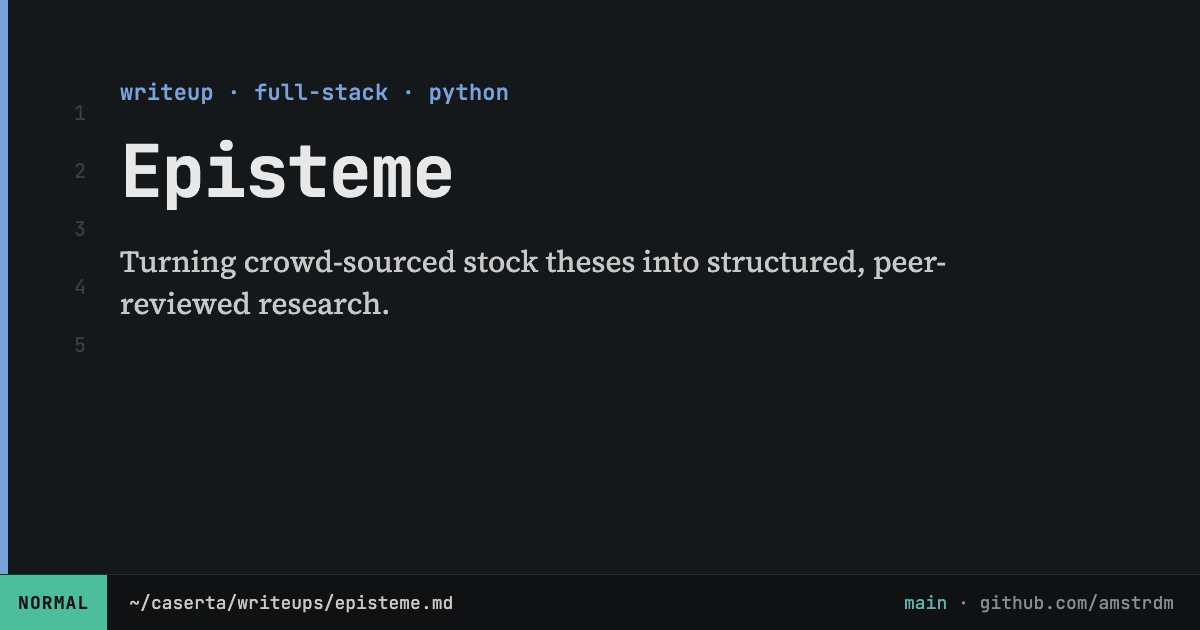 writeup · full-stack · python
1
2
Episteme
3
Turning crowd-sourced stock theses into structured, peer-
4
reviewed research.
5
NORMAL ~/caserta/writeups/episteme.md main · github.com/amstrdm